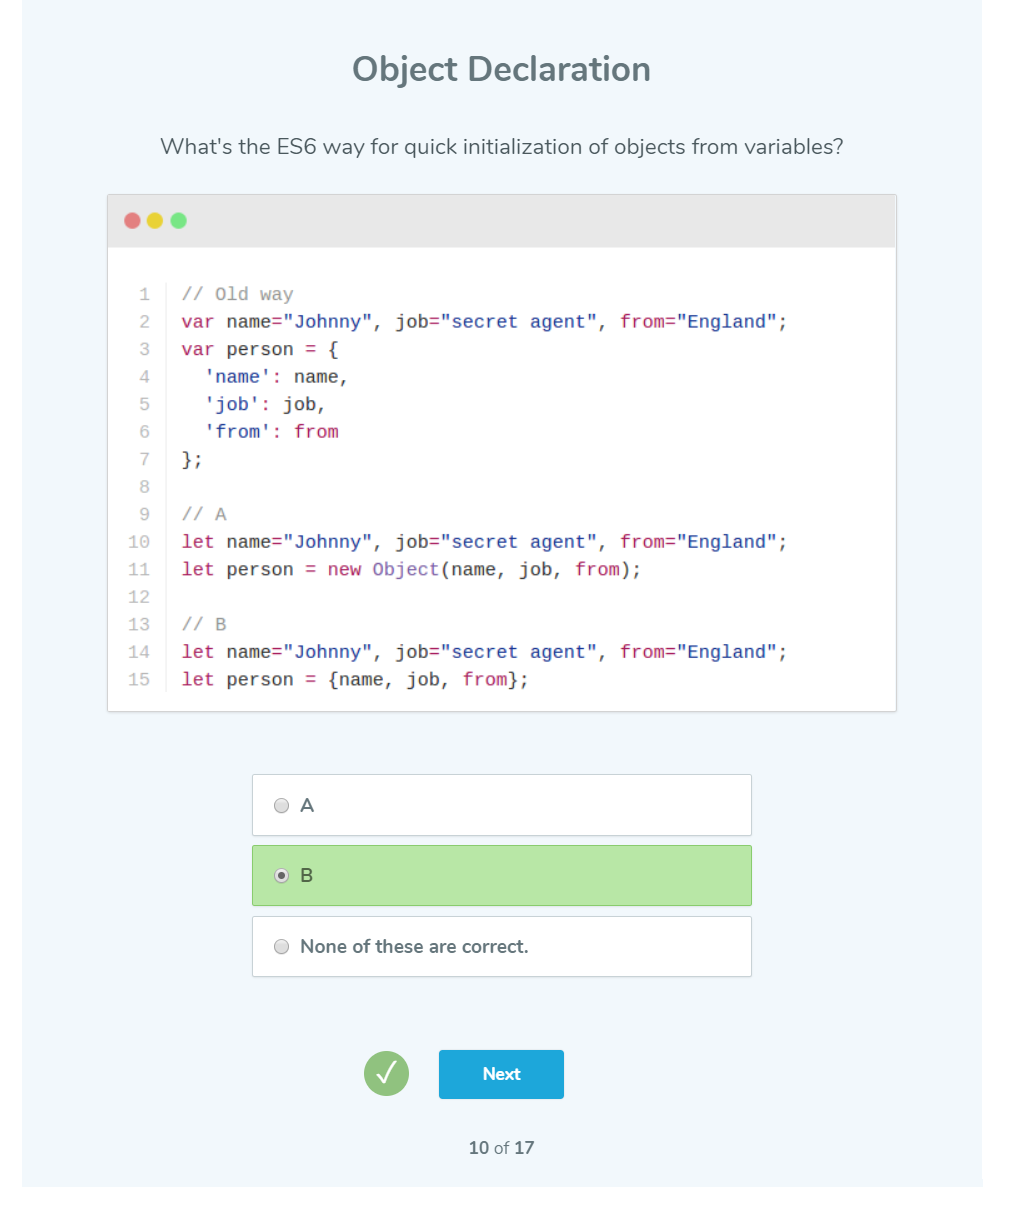 Object Declaration
What's the ES6 way for quick initialization of objects from variables?
1 // Old way
2 var name="Johnny", job="secret agent", from="England";
3 var person = {
4   'name': name,
5   'job': job,
6   'from': from
7 };
8
9 // A
10 let name="Johnny", job="secret agent", from="England";
11 let person = new Object(name, job, from);
12
13 // B
14 let name="Johnny", job="secret agent", from="England";
15 let person = {name, job, from};
A
B
None of these are correct.
Next
10 of 17